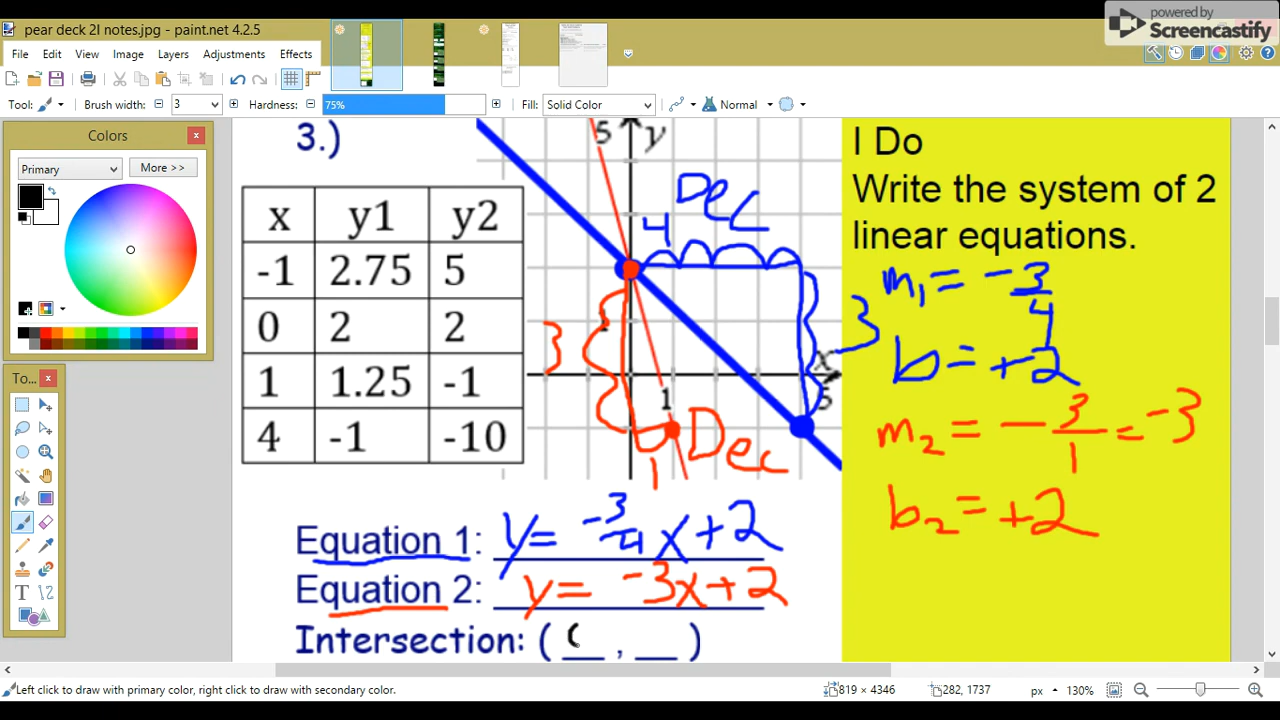 pear deck 2I notes.jpg - paint.net 4.2.5
powered by
Screencastify
File Edit View Image Layers Adjustments Effects
Tool: Brush width: 3 Hardness: 75% Fill: Solid Color Normal
Colors
Primary More >>
To...
3.)
x y1 y2
-1 2.75 5
0 2 2
1 1.25 -1
4 -1 -10
5 y
Dec
4
3
x
5
3
1
Dec
1
I Do
Write the system of 2
linear equations.
m1 = -3/4
b = +2
m2 = -3/1 = -3
b2 = +2
Equation 1: y = -3/4 x + 2
Equation 2: y = -3x + 2
Intersection: ( __ , __ )
Left click to draw with primary color, right click to draw with secondary color. 819 × 4346 282, 1737 px 130%